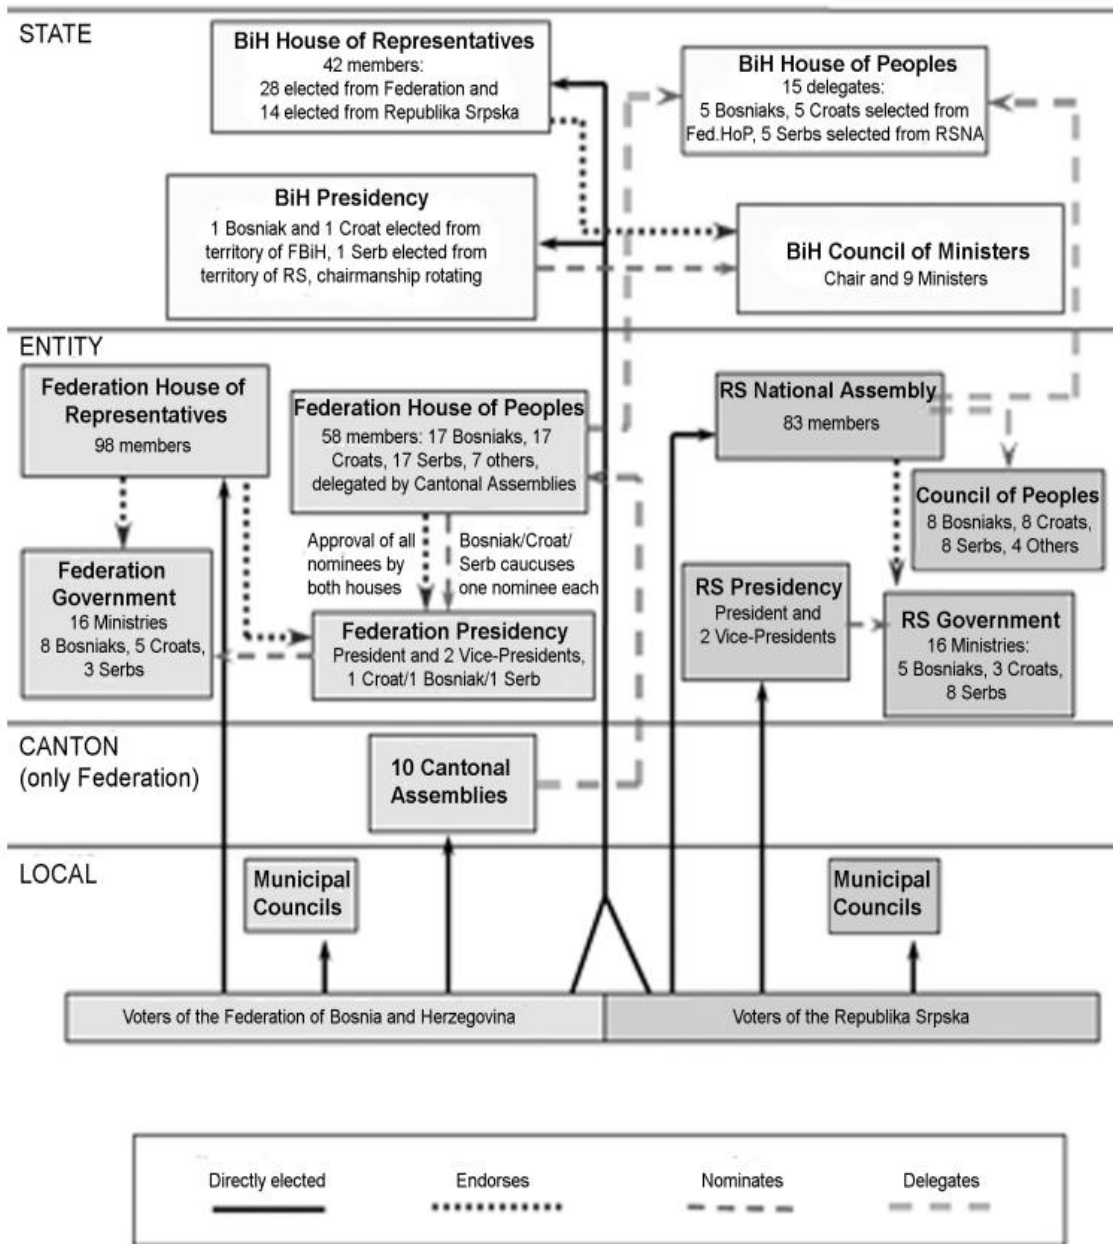 STATE
BiH House of Representatives
42 members:
28 elected from Federation and
14 elected from Republika Srpska
BiH House of Peoples
15 delegates:
5 Bosniaks, 5 Croats selected from
Fed.HoP, 5 Serbs selected from RSNA
BiH Presidency
1 Bosniak and 1 Croat elected from
territory of FBiH, 1 Serb elected from
territory of RS, chairmanship rotating
BiH Council of Ministers
Chair and 9 Ministers
ENTITY
Federation House of
Representatives
98 members
Federation House of Peoples
58 members: 17 Bosniaks, 17
Croats, 17 Serbs, 7 others,
delegated by Cantonal Assemblies
RS National Assembly
83 members
Council of Peoples
8 Bosniaks, 8 Croats,
8 Serbs, 4 Others
Approval of all
nominees by
both houses
Bosniak/Croat/
Serb caucuses
one nominee each
Federation
Government
16 Ministries
8 Bosniaks, 5 Croats,
3 Serbs
Federation Presidency
President and 2 Vice-Presidents,
1 Croat/1 Bosniak/1 Serb
RS Presidency
President and
2 Vice-Presidents
RS Government
16 Ministries:
5 Bosniaks, 3 Croats,
8 Serbs
CANTON
(only Federation)
10 Cantonal
Assemblies
LOCAL
Municipal
Councils
Municipal
Councils
Voters of the Federation of Bosnia and Herzegovina
Voters of the Republika Srpska
Directly elected
Endorses
Nominates
Delegates